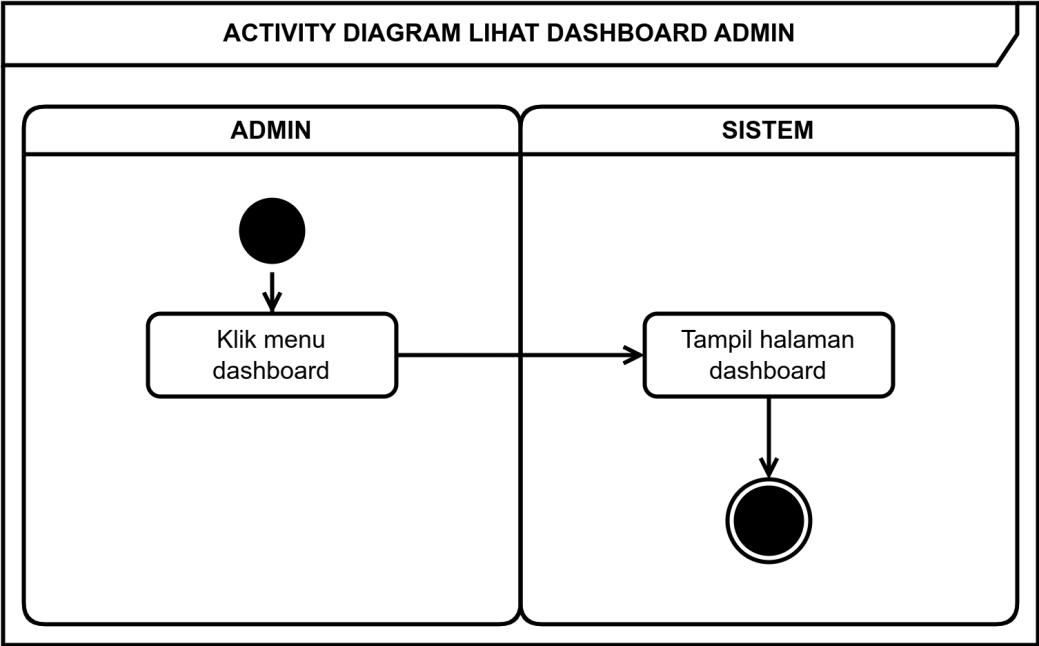 ACTIVITY DIAGRAM LIHAT DASHBOARD ADMIN
ADMIN
SISTEM
Klik menu
dashboard
Tampil halaman
dashboard